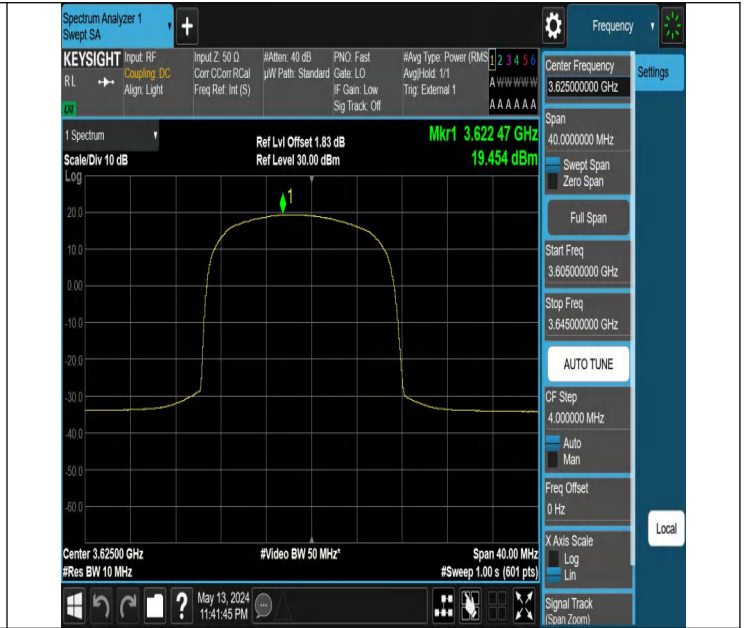 Spectrum Analyzer 1
Swept SA
+
Frequency
KEYSIGHT
RL
LXI
Input: RF
Coupling: DC
Align: Light
Input Z: 50 Ω
Corr CCorr RCal
Freq Ref: Int (S)
#Atten: 40 dB
µW Path: Standard
PNO: Fast
Gate: LO
IF Gain: Low
Sig Track: Off
#Avg Type: Power (RMS
Avg|Hold: 1/1
Trig: External 1
1 2 3 4 5 6
A W W W W W
A A A A A A
1 Spectrum
Scale/Div 10 dB
Log
Ref Lvl Offset 1.83 dB
Ref Level 30.00 dBm
Mkr1 3.622 47 GHz
19.454 dBm
1
20.0
10.0
0.00
-10.0
-20.0
-30.0
-40.0
-50.0
-60.0
Center 3.62500 GHz
#Res BW 10 MHz
#Video BW 50 MHz*
Span 40.00 MHz
#Sweep 1.00 s (601 pts)
?
May 13, 2024
11:41:45 PM
Center Frequency
3.625000000 GHz
Settings
Span
40.0000000 MHz
Swept Span
Zero Span
Full Span
Start Freq
3.605000000 GHz
Stop Freq
3.645000000 GHz
AUTO TUNE
CF Step
4.000000 MHz
Auto
Man
Freq Offset
0 Hz
X Axis Scale
Log
Lin
Local
Signal Track
(Span Zoom)